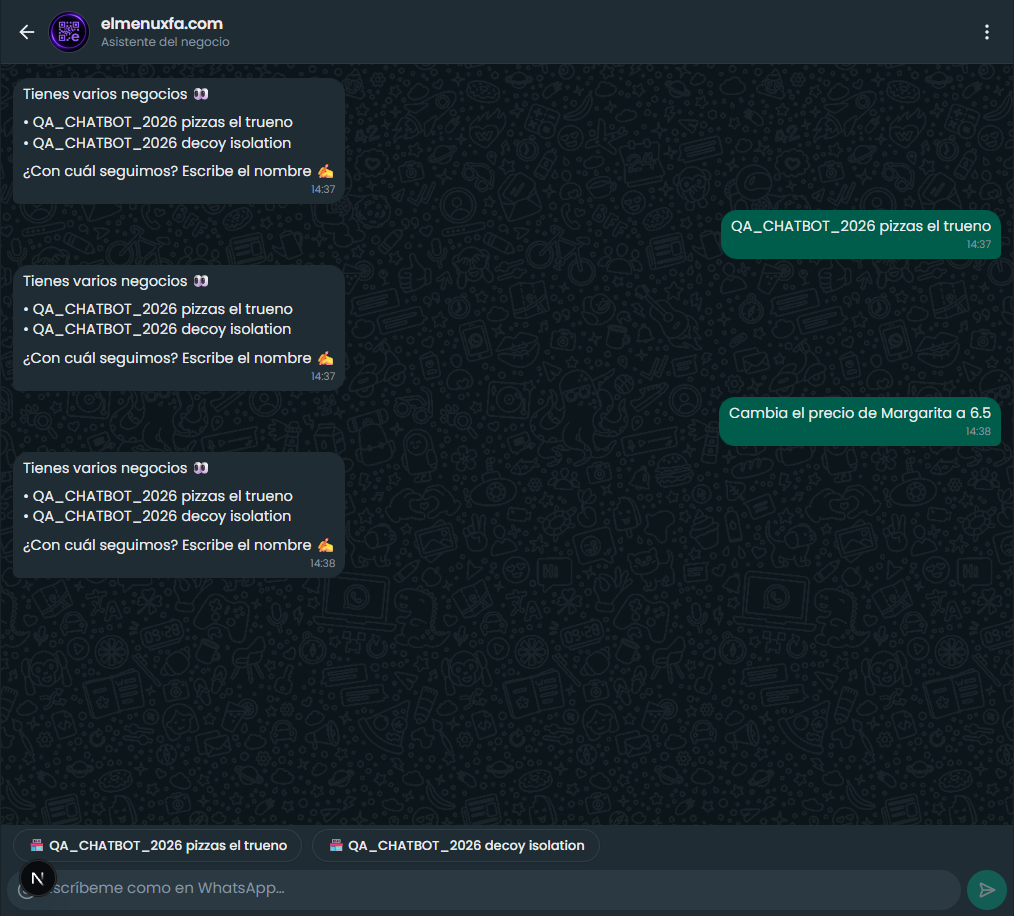 elmenuxfa.com
Asistente del negocio
Tienes varios negocios 👀
• QA_CHATBOT_2026 pizzas el trueno
• QA_CHATBOT_2026 decoy isolation
¿Con cuál seguimos? Escribe el nombre ✍️
14:37
QA_CHATBOT_2026 pizzas el trueno
14:37
Tienes varios negocios 👀
• QA_CHATBOT_2026 pizzas el trueno
• QA_CHATBOT_2026 decoy isolation
¿Con cuál seguimos? Escribe el nombre ✍️
14:37
Cambia el precio de Margarita a 6.5
14:38
Tienes varios negocios 👀
• QA_CHATBOT_2026 pizzas el trueno
• QA_CHATBOT_2026 decoy isolation
¿Con cuál seguimos? Escribe el nombre ✍️
14:38
🏪 QA_CHATBOT_2026 pizzas el trueno
🏪 QA_CHATBOT_2026 decoy isolation
N
scríbeme como en WhatsApp...